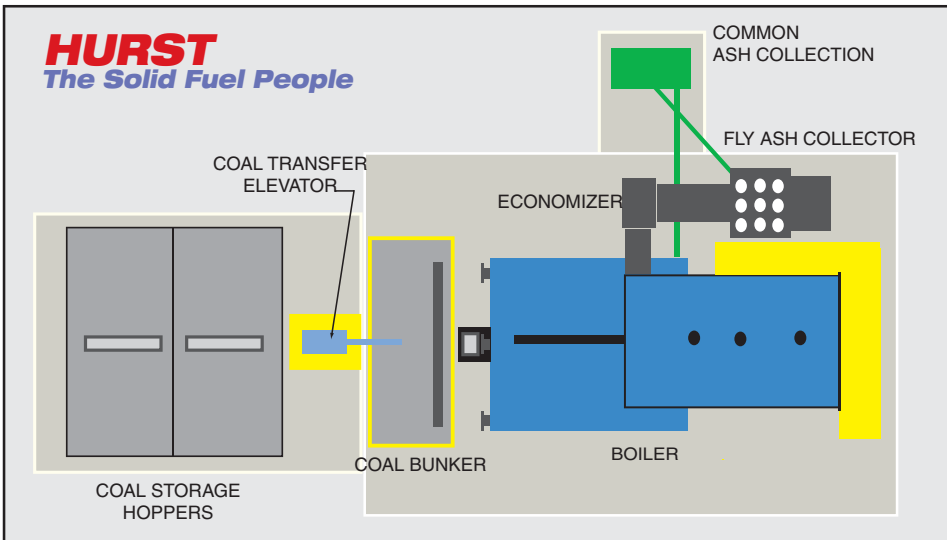 HURST
The Solid Fuel People
COMMON
ASH COLLECTION
FLY ASH COLLECTOR
COAL TRANSFER
ELEVATOR
ECONOMIZER
COAL BUNKER
BOILER
COAL STORAGE
HOPPERS